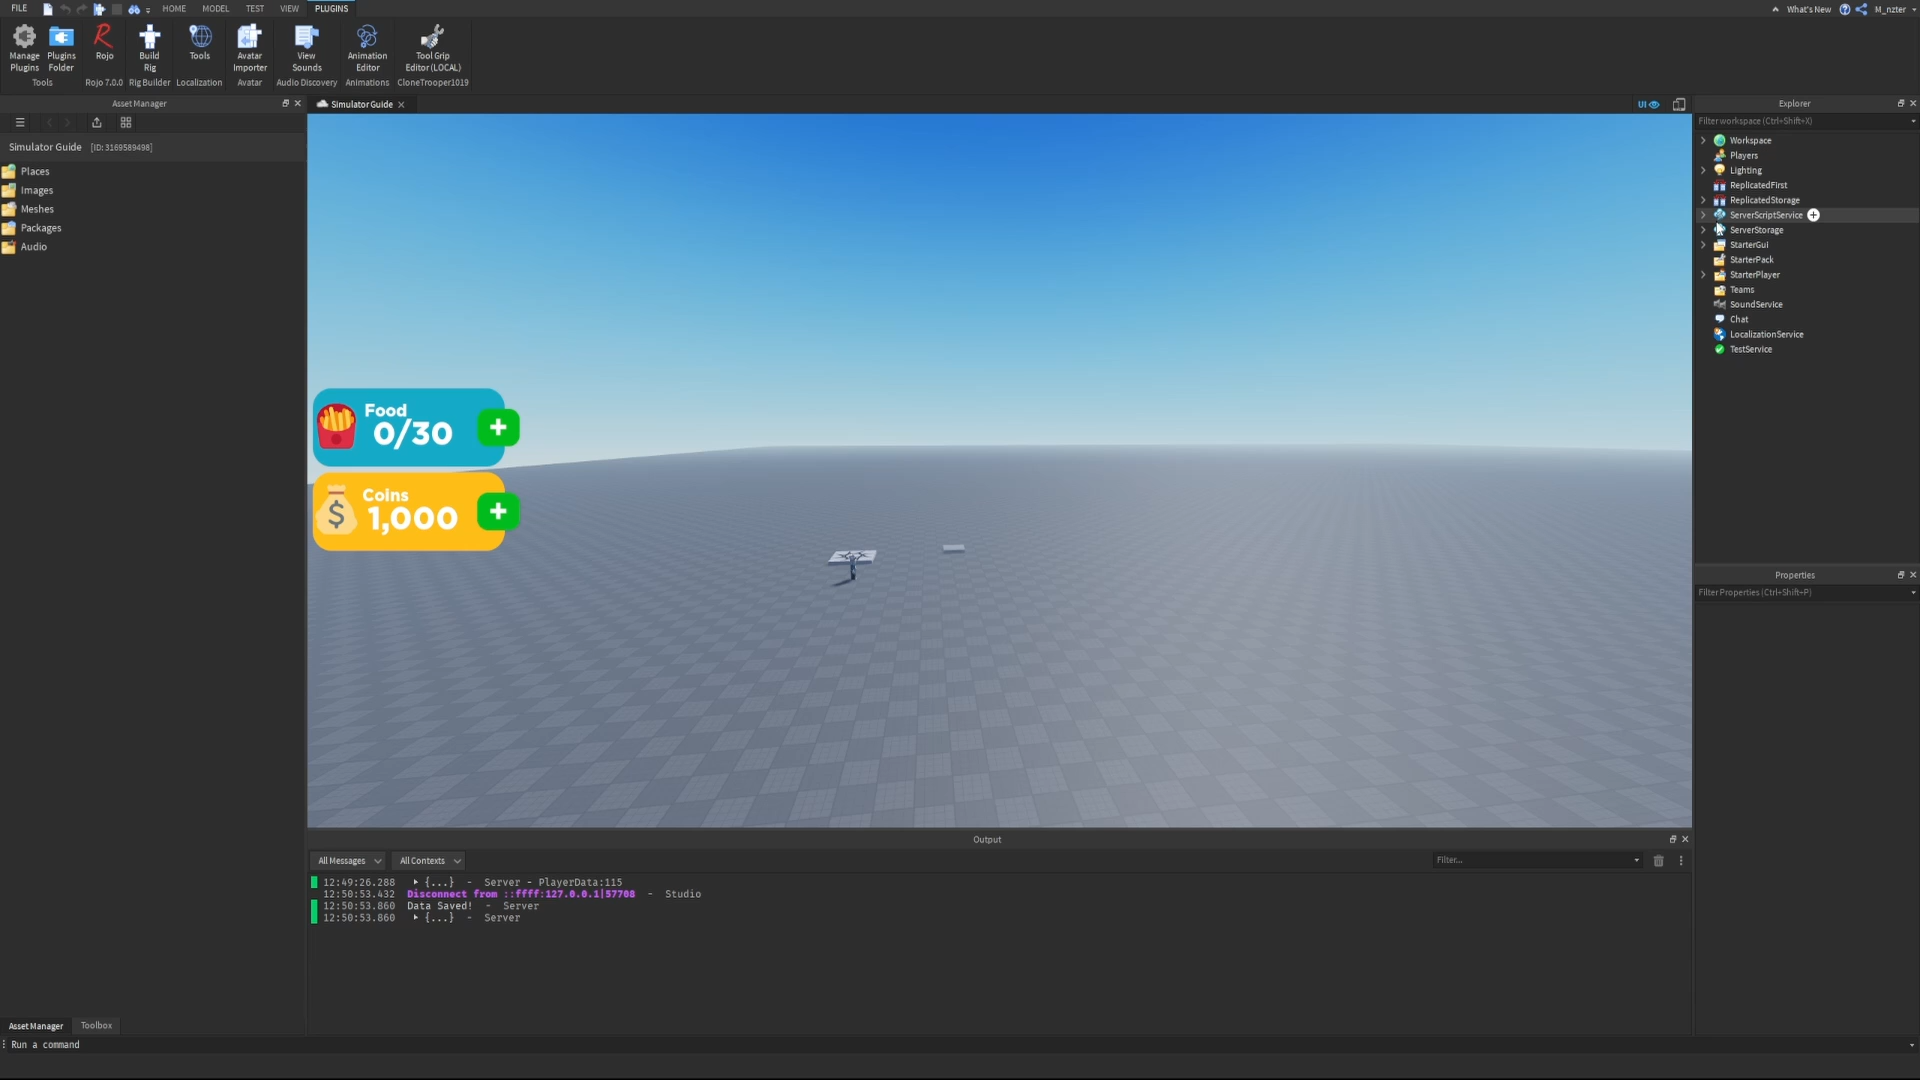 FILE HOME MODEL TEST VIEW PLUGINS What's New M_nzter
Manage Plugins
Plugins Folder
Rojo
Build Rig
Tools
Avatar Importer
View Sounds
Animation Editor
Tool Grip Editor (LOCAL)
Tools Rojo 7.0.0 Rig Builder Localization Avatar Audio Discovery Animations CloneTrooper1019
Asset Manager
Simulator Guide [ID: 3169589498]
Places
Images
Meshes
Packages
Audio
Simulator Guide
UI
Food
0/30
+
Coins
1,000
+
$
Explorer
Filter workspace (Ctrl+Shift+X)
Workspace
Players
Lighting
ReplicatedFirst
ReplicatedStorage
ServerScriptService
ServerStorage
StarterGui
StarterPack
StarterPlayer
Teams
SoundService
Chat
LocalizationService
TestService
Properties
Filter Properties (Ctrl+Shift+P)
Output
All Messages All Contexts Filter...
12:49:26.288 ▶ {...} - Server - PlayerData:115
12:50:53.432 Disconnect from ::ffff:127.0.0.1|57708 - Studio
12:50:53.860 Data Saved! - Server
12:50:53.860 ▶ {...} - Server
Asset Manager Toolbox
Run a command